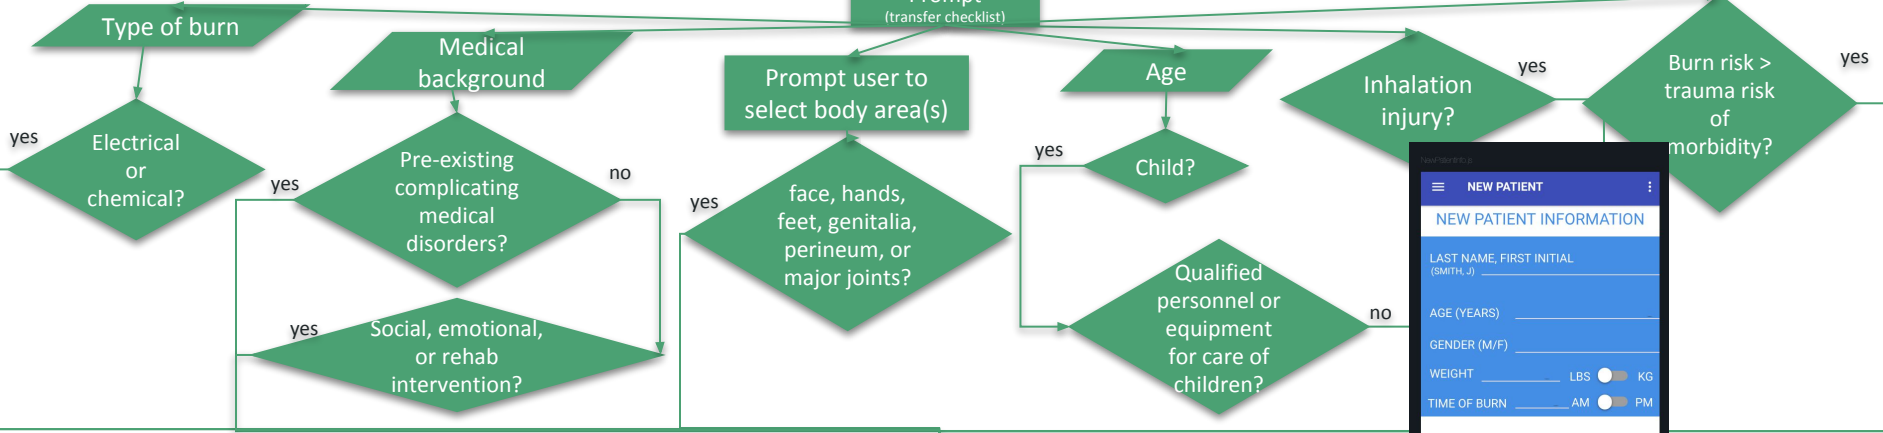 Prompt
(transfer checklist)
Type of burn
Medical
background
Prompt user to
select body area(s)
Age
Inhalation
injury?
yes
Burn risk >
trauma risk
of
morbidity?
yes
yes
Electrical
or
chemical?
yes
Pre-existing
complicating
medical
disorders?
no
yes
face, hands,
feet, genitalia,
perineum, or
major joints?
yes
Child?
yes
Social, emotional,
or rehab
intervention?
Qualified
personnel or
equipment
for care of
children?
no
NEW PATIENT
NEW PATIENT INFORMATION
LAST NAME, FIRST INITIAL
(SMITH, J)
AGE (YEARS)
GENDER (M/F)
WEIGHT LBS KG
TIME OF BURN AM PM